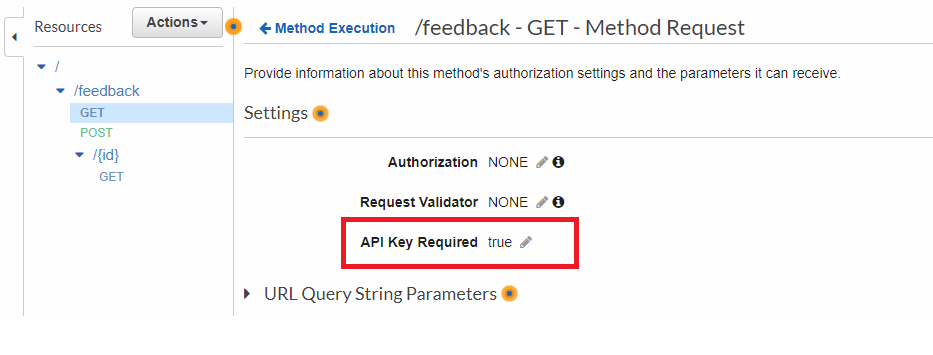 Resources
Actions
Method Execution
/feedback - GET - Method Request
/
/feedback
GET
POST
/{id}
GET
Provide information about this method's authorization settings and the parameters it can receive.
Settings
Authorization NONE
Request Validator NONE
API Key Required true
URL Query String Parameters